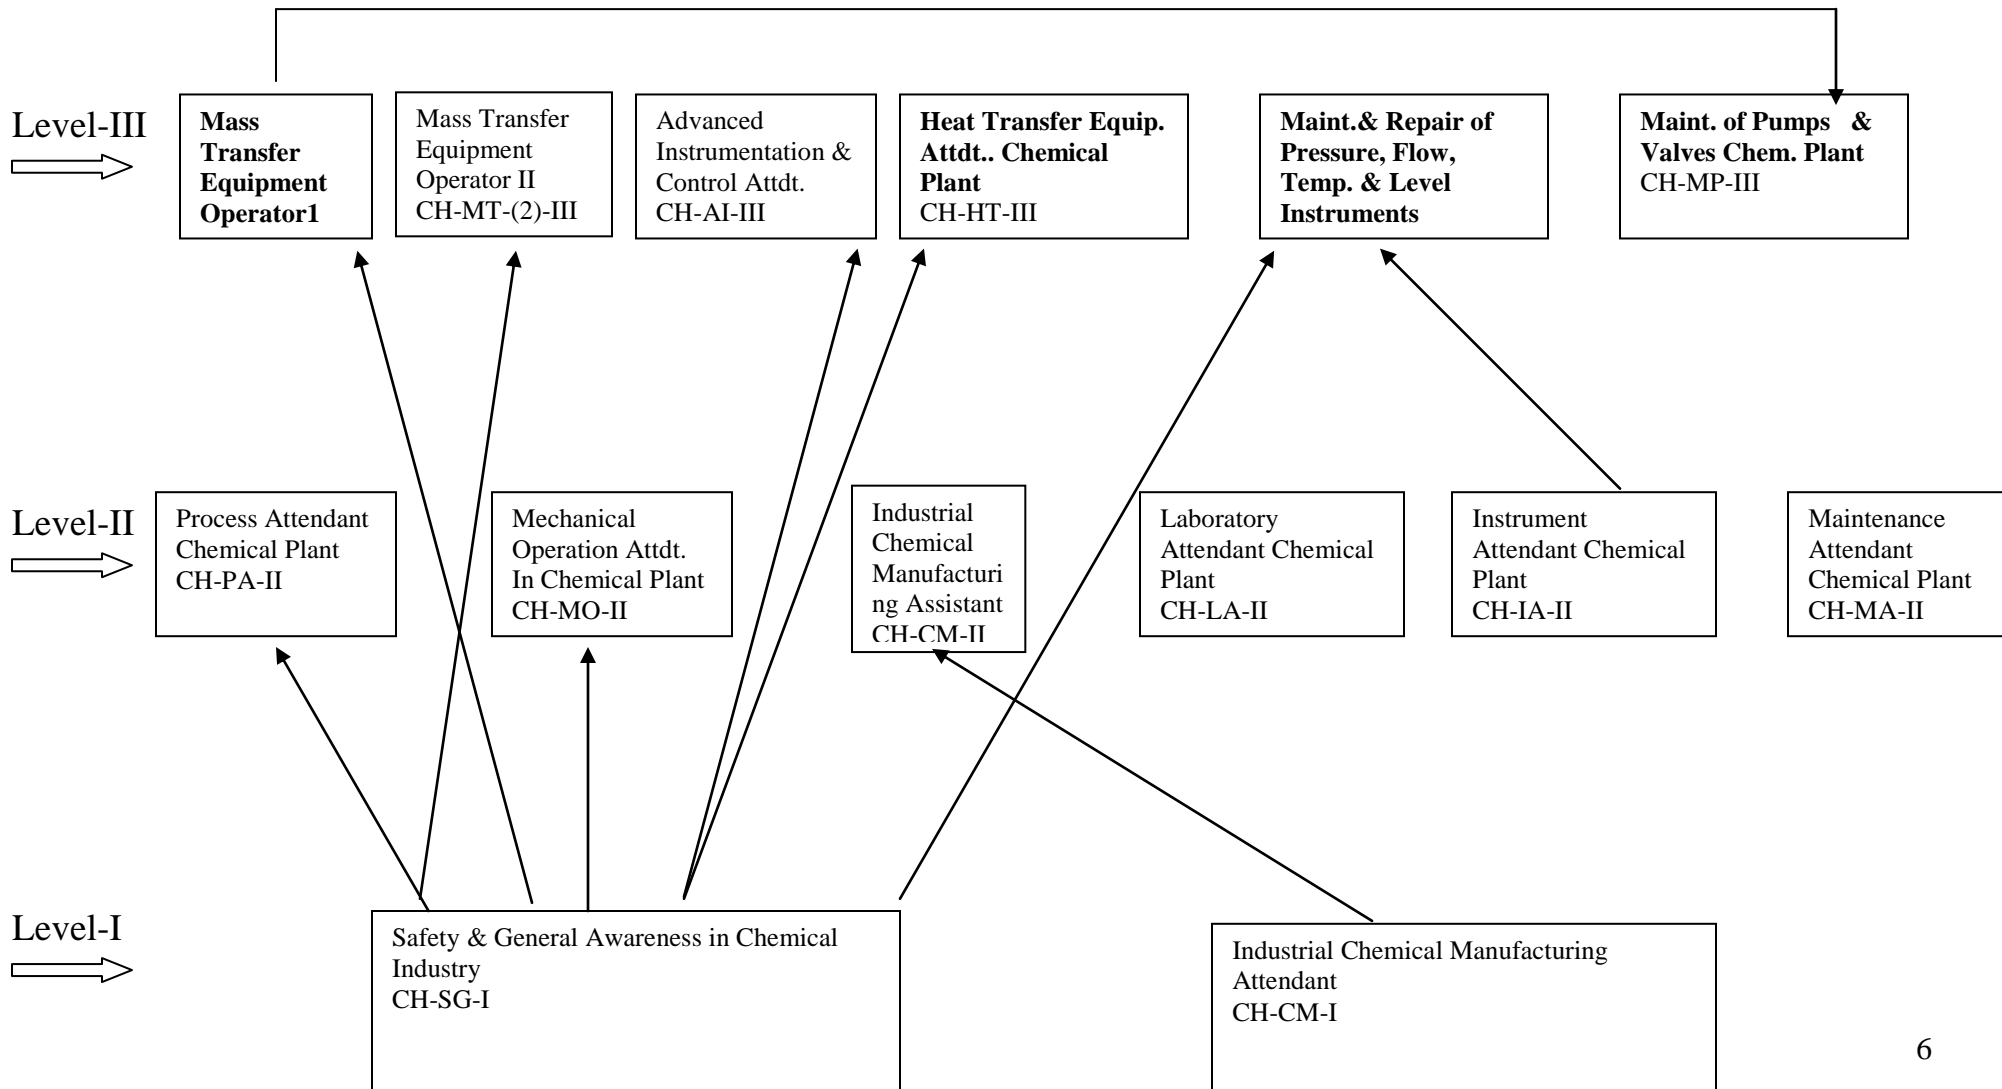 Level-III
Mass
Transfer
Equipment
Operator1
Mass Transfer
Equipment
Operator II
CH-MT-(2)-III
Advanced
Instrumentation &
Control Attdt.
CH-AI-III
Heat Transfer Equip.
Attdt.. Chemical
Plant
CH-HT-III
Maint.& Repair of
Pressure, Flow,
Temp. & Level
Instruments
Maint. of Pumps &
Valves Chem. Plant
CH-MP-III
Level-II
Process Attendant
Chemical Plant
CH-PA-II
Mechanical
Operation Attdt.
In Chemical Plant
CH-MO-II
Industrial
Chemical
Manufacturi
ng Assistant
CH-CM-II
Laboratory
Attendant Chemical
Plant
CH-LA-II
Instrument
Attendant Chemical
Plant
CH-IA-II
Maintenance
Attendant
Chemical Plant
CH-MA-II
Level-I
Safety & General Awareness in Chemical
Industry
CH-SG-I
Industrial Chemical Manufacturing
Attendant
CH-CM-I
6